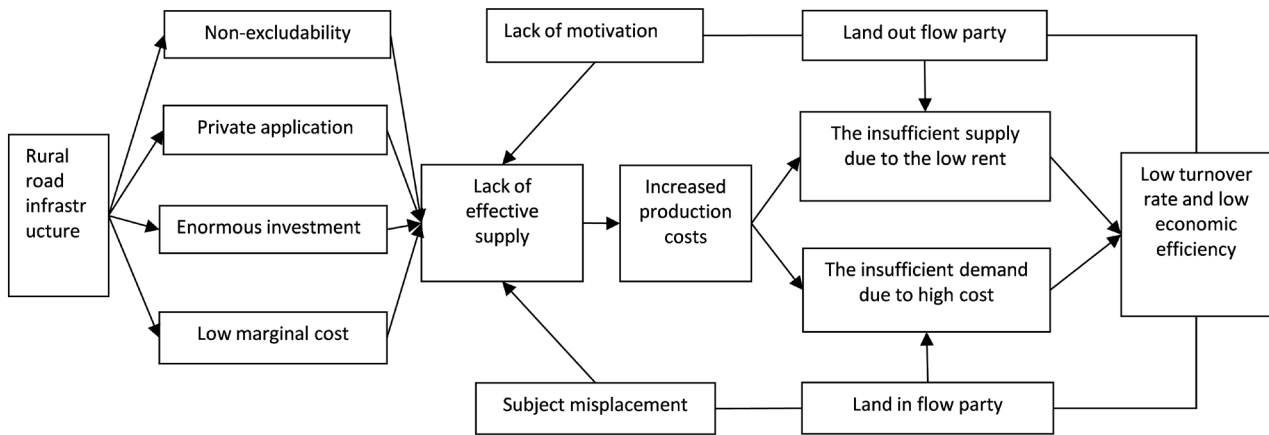 Non-excludability
Private application
Rural
road
infrastr
ucture
Enormous investment
Low marginal cost
Lack of motivation
Lack of
effective
supply
Subject misplacement
Increased
production
costs
Land out flow party
The insufficient supply
due to the low rent
The insufficient demand
due to high cost
Land in flow party
Low turnover
rate and low
economic
efficiency